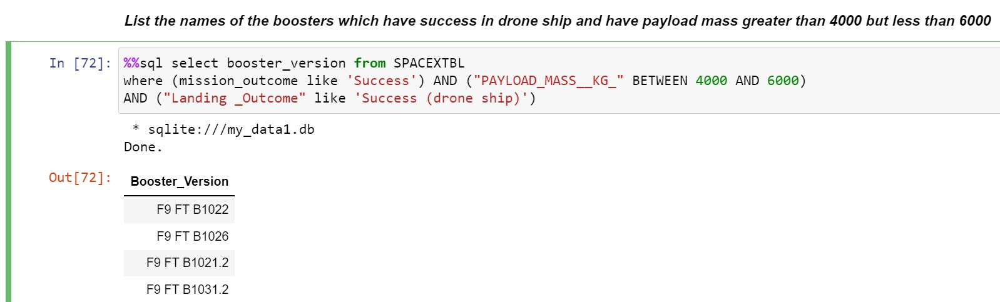 List the names of the boosters which have success in drone ship and have payload mass greater than 4000 but less than 6000
In [72]: %%sql select booster_version from SPACEXTBL
where (mission_outcome like 'Success') AND ("PAYLOAD_MASS__KG_" BETWEEN 4000 AND 6000)
AND ("Landing _Outcome" like 'Success (drone ship)')
* sqlite:///my_data1.db
Done.
Out[72]: Booster_Version
F9 FT B1022
F9 FT B1026
F9 FT B1021.2
F9 FT B1031.2